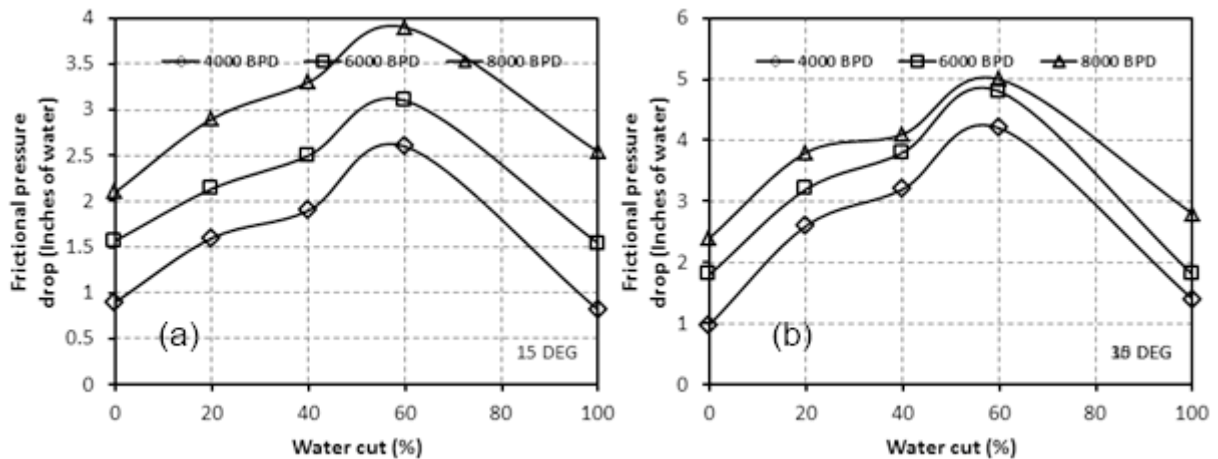 Frictional pressure
drop (Inches of water)
4
3.5
3
2.5
2
1.5
1
0.5
0
4000 BPD 6000 BPD 8000 BPD
(a)
15 DEG
0 20 40 60 80 100
Water cut (%)
Frictional pressure
drop (Inches of water)
6
5
4
3
2
1
0
4000 BPD 6000 BPD 8000 BPD
(b)
DEG
0 20 40 60 80 100
Water cut (%)